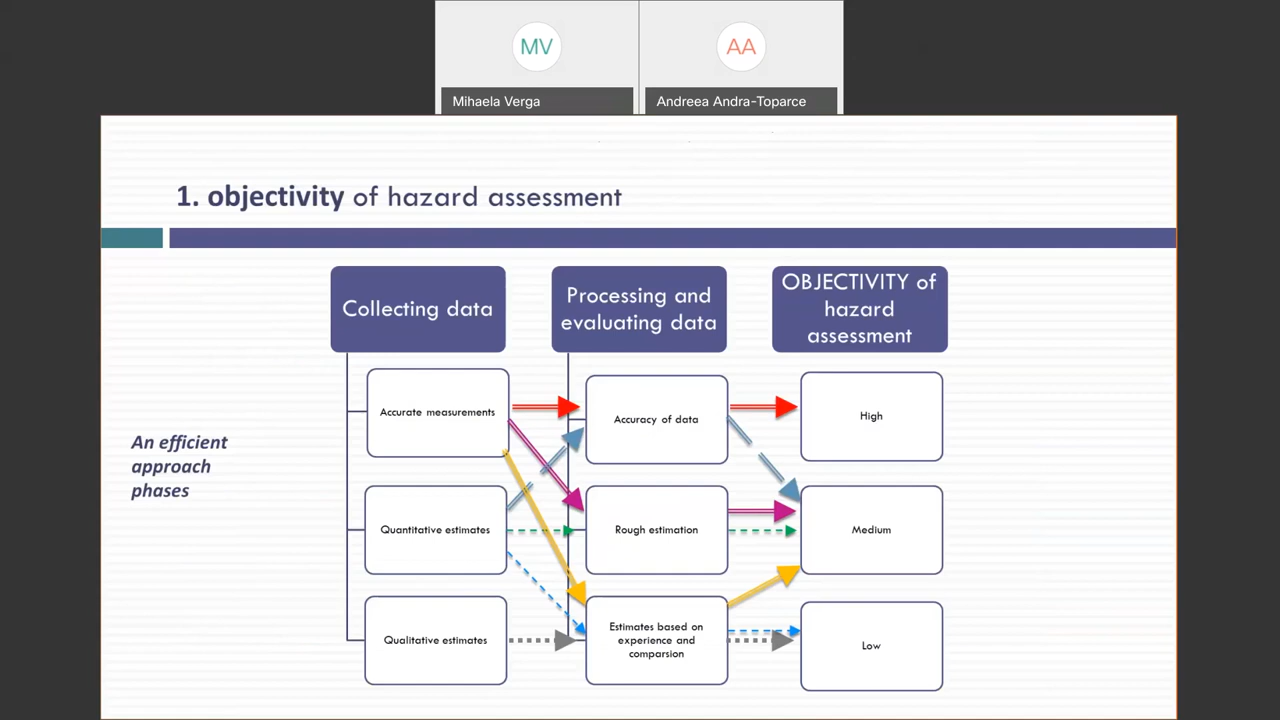 MV
AA
Mihaela Verga
Andreea Andra-Toparce
1. objectivity of hazard assessment
Collecting data
Processing and
evaluating data
OBJECTIVITY of
hazard
assessment
An efficient
approach
phases
Accurate measurements
Accuracy of data
High
Quantitative estimates
Rough estimation
Medium
Qualitative estimates
Estimates based on
experience and
comparsion
Low